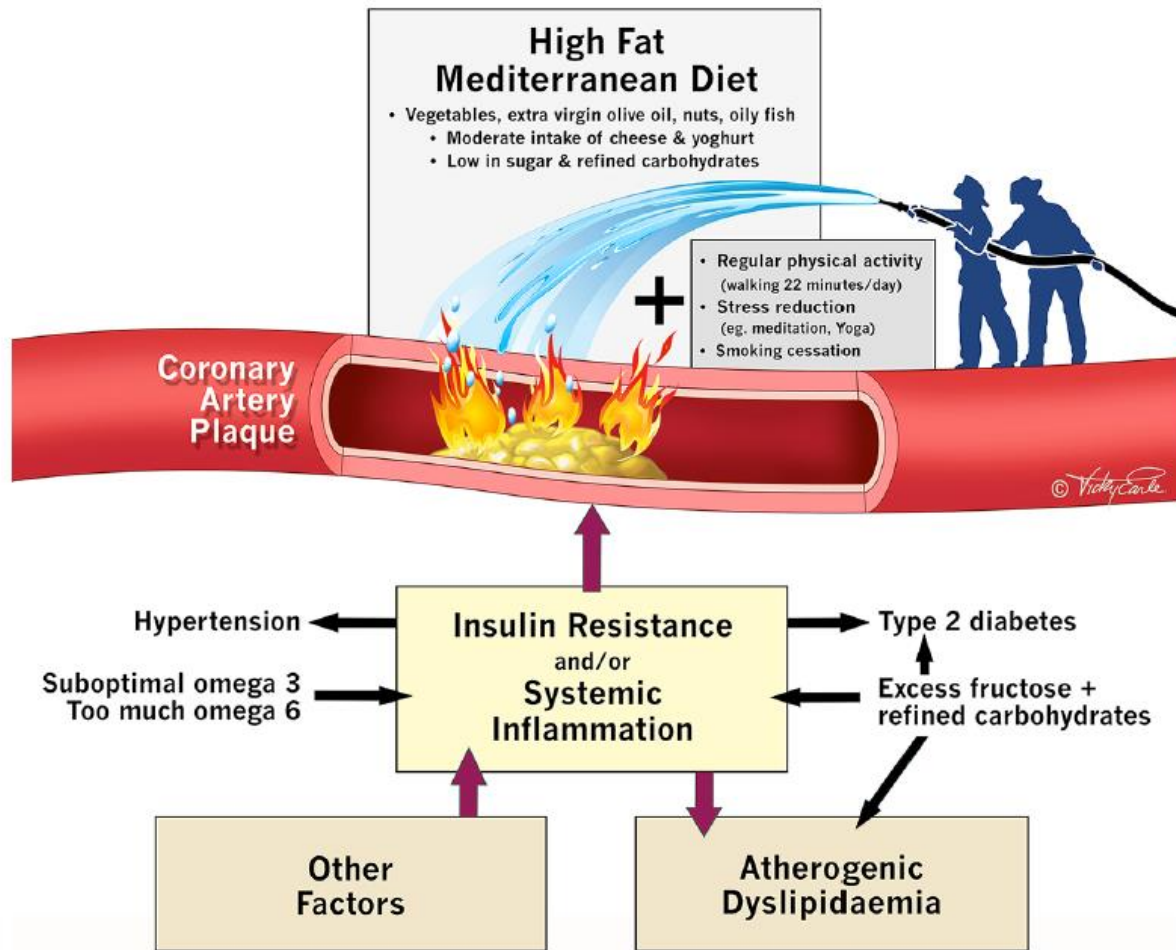 High Fat
Mediterranean Diet
• Vegetables, extra virgin olive oil, nuts, oily fish
• Moderate intake of cheese & yoghurt
• Low in sugar & refined carbohydrates
+
• Regular physical activity
(walking 22 minutes/day)
• Stress reduction
(eg. meditation, Yoga)
• Smoking cessation
Coronary
Artery
Plaque
© Vicky Earle
Hypertension
Insulin Resistance
and/or
Systemic
Inflammation
Type 2 diabetes
Suboptimal omega 3
Too much omega 6
Excess fructose +
refined carbohydrates
Other
Factors
Atherogenic
Dyslipidaemia